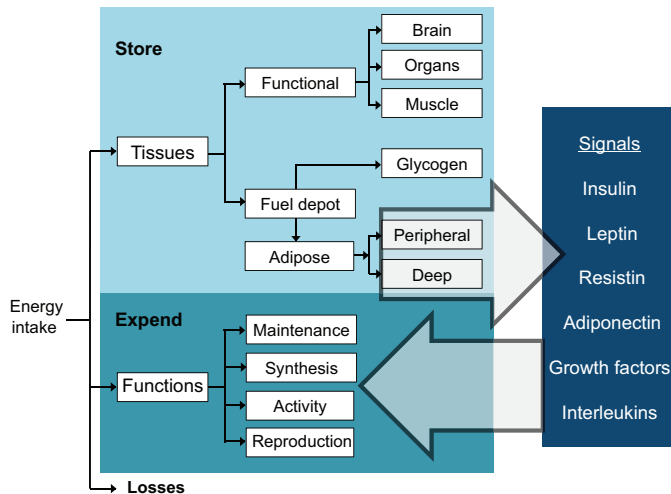 Store
Brain
Functional
Organs
Muscle
Tissues
Glycogen
Fuel depot
Peripheral
Adipose
Deep
Energy
intake
Expend
Maintenance
Synthesis
Functions
Activity
Reproduction
Losses
Signals
Insulin
Leptin
Resistin
Adiponectin
Growth factors
Interleukins